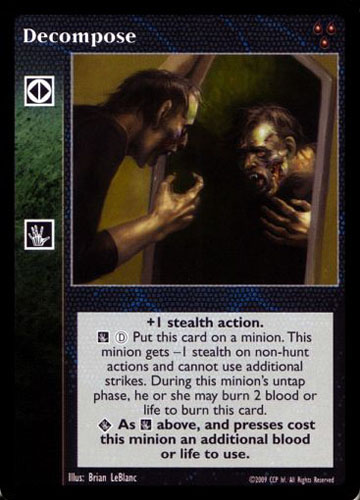 Decompose
+1 stealth action.
D Put this card on a minion. This
minion gets –1 stealth on non-hunt
actions and cannot use additional
strikes. During this minion's untap
phase, he or she may burn 2 blood or
life to burn this card.
As above, and presses cost
this minion an additional blood
or life to use.
Illus: Brian LeBlanc
©2009 CCP hf. All Rights Reserved